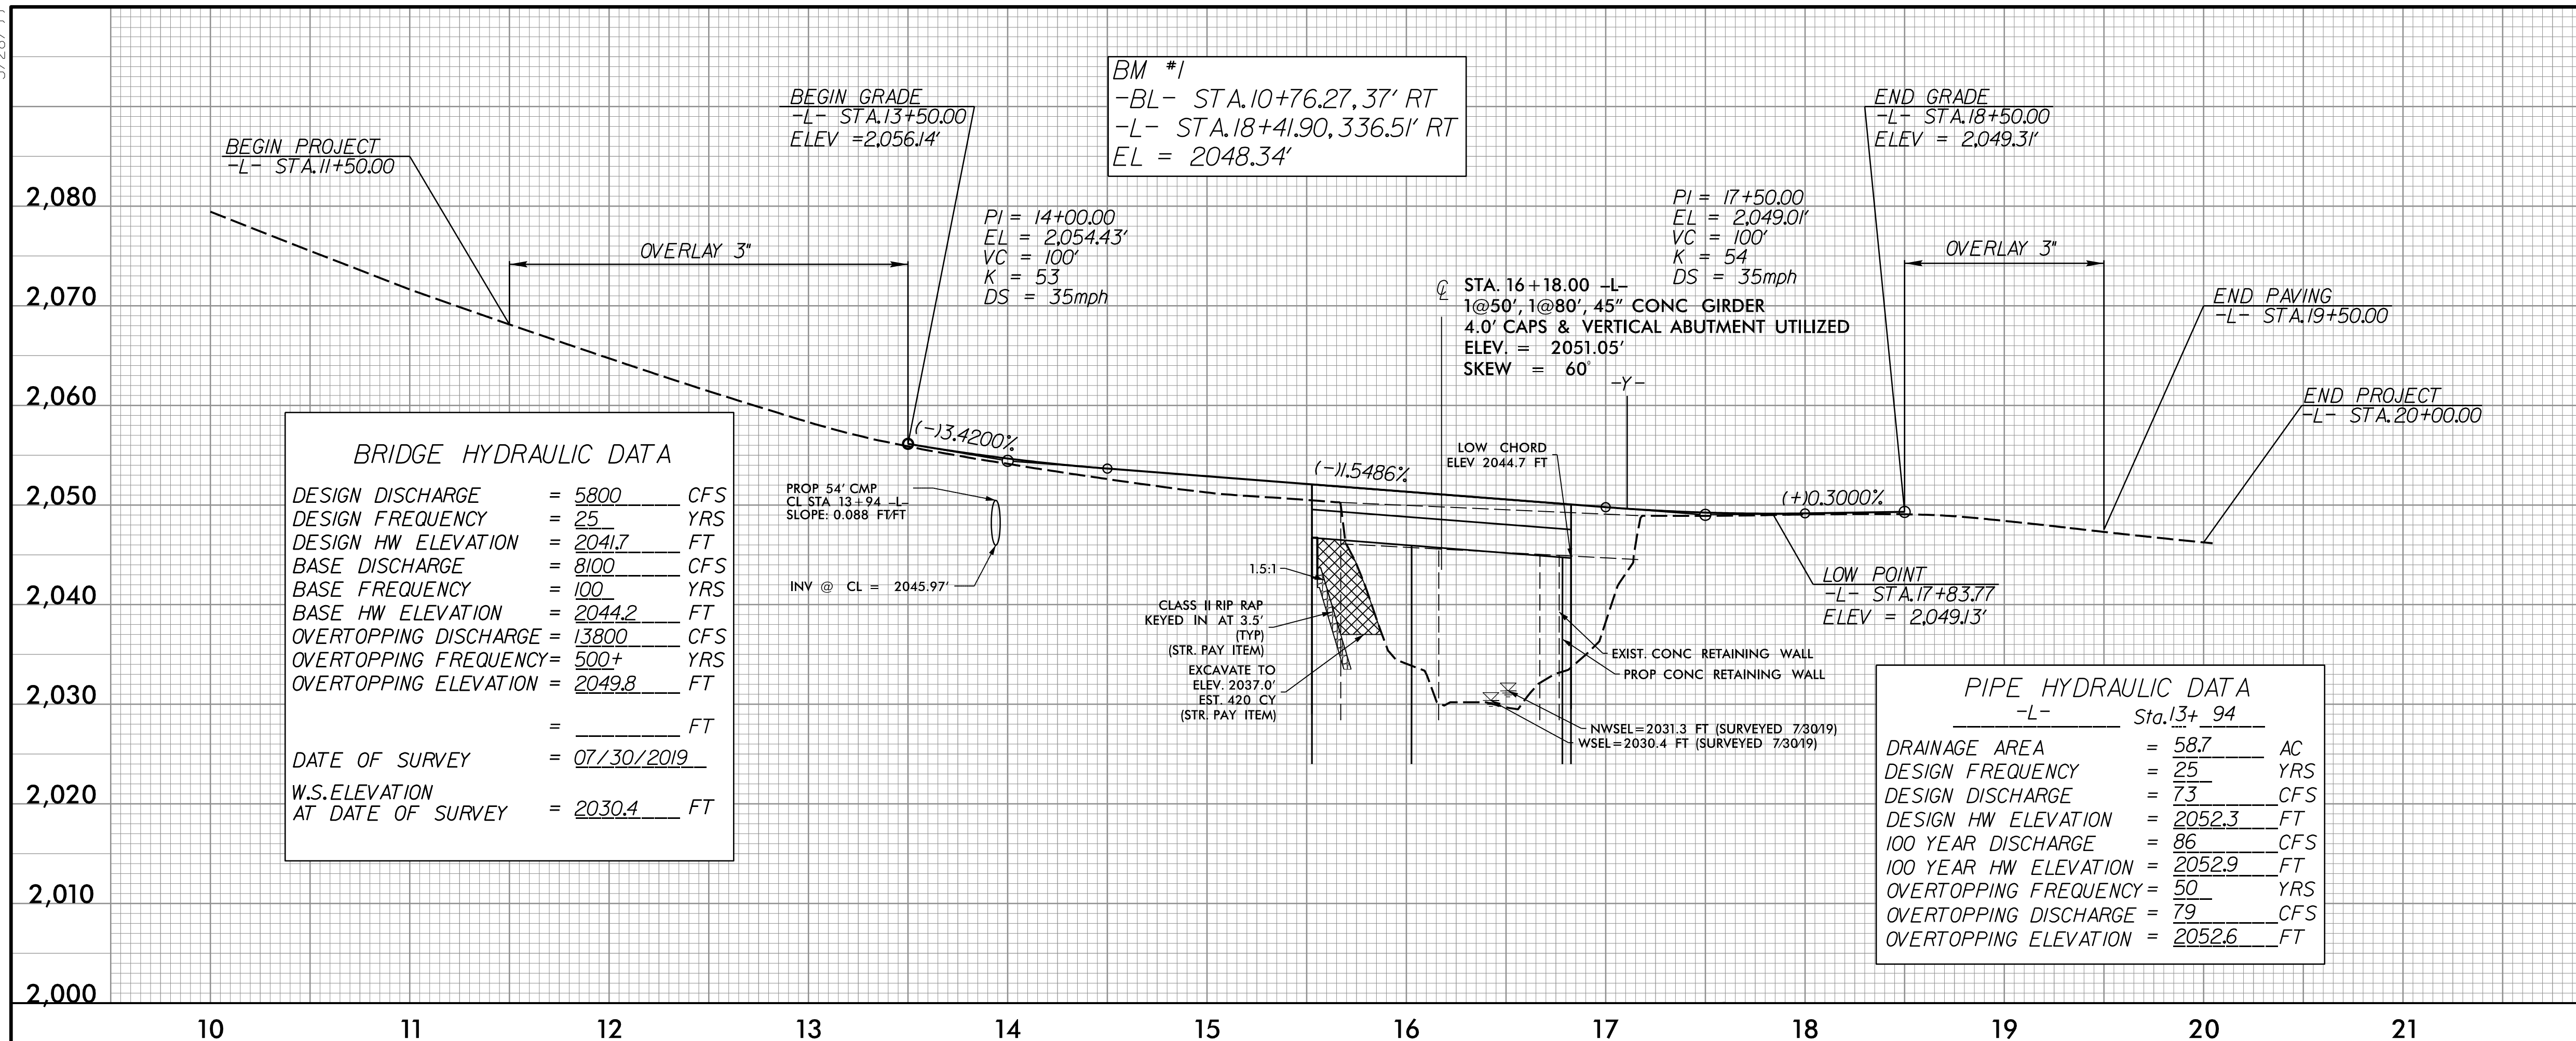 BM #1
-BL- STA.10+76.27, 37' RT
-L- STA.18+41.90, 336.51' RT
EL = 2048.34'
BEGIN PROJECT
-L- STA.11+50.00
BEGIN GRADE
-L- STA.13+50.00
ELEV =2,056.14'
END GRADE
-L- STA.18+50.00
ELEV = 2,049.31'
OVERLAY 3"
PI = 14+00.00
EL = 2,054.43'
VC = 100'
K = 53
DS = 35mph
PI = 17+50.00
EL = 2,049.01'
VC = 100'
K = 54
DS = 35mph
OVERLAY 3"
END PAVING
-L- STA.19+50.00
END PROJECT
-L- STA.20+00.00
℄ STA. 16+18.00 -L-
1@50', 1@80', 45" CONC GIRDER
4.0' CAPS & VERTICAL ABUTMENT UTILIZED
ELEV. = 2051.05'
SKEW = 60°
-Y-
(-)3.4200%
(-)1.5486%
(+)0.3000%
LOW CHORD
ELEV 2044.7 FT
PROP 54' CMP
CL STA 13+94 -L-
SLOPE: 0.088 FT/FT
INV @ CL = 2045.97'
1.5:1
CLASS II RIP RAP
KEYED IN AT 3.5'
(TYP)
(STR. PAY ITEM)
EXCAVATE TO
ELEV. 2037.0'
EST. 420 CY
(STR. PAY ITEM)
LOW POINT
-L- STA.17+83.77
ELEV = 2,049.13'
EXIST. CONC RETAINING WALL
PROP CONC RETAINING WALL
NWSEL=2031.3 FT (SURVEYED 7/30/19)
WSEL=2030.4 FT (SURVEYED 7/30/19)
BRIDGE HYDRAULIC DATA
DESIGN DISCHARGE = 5800 CFS
DESIGN FREQUENCY = 25 YRS
DESIGN HW ELEVATION = 2041.7 FT
BASE DISCHARGE = 8100 CFS
BASE FREQUENCY = 100 YRS
BASE HW ELEVATION = 2044.2 FT
OVERTOPPING DISCHARGE = 13800 CFS
OVERTOPPING FREQUENCY= 500+ YRS
OVERTOPPING ELEVATION = 2049.8 FT
= ________ FT
DATE OF SURVEY = 07/30/2019
W.S.ELEVATION
AT DATE OF SURVEY = 2030.4 FT
PIPE HYDRAULIC DATA
-L- Sta.13+ 94
DRAINAGE AREA = 58.7 AC
DESIGN FREQUENCY = 25 YRS
DESIGN DISCHARGE = 73 CFS
DESIGN HW ELEVATION = 2052.3 FT
100 YEAR DISCHARGE = 86 CFS
100 YEAR HW ELEVATION = 2052.9 FT
OVERTOPPING FREQUENCY= 50 YRS
OVERTOPPING DISCHARGE = 79 CFS
OVERTOPPING ELEVATION = 2052.6 FT
2,080
2,070
2,060
2,050
2,040
2,030
2,020
2,010
2,000
10 11 12 13 14 15 16 17 18 19 20 21